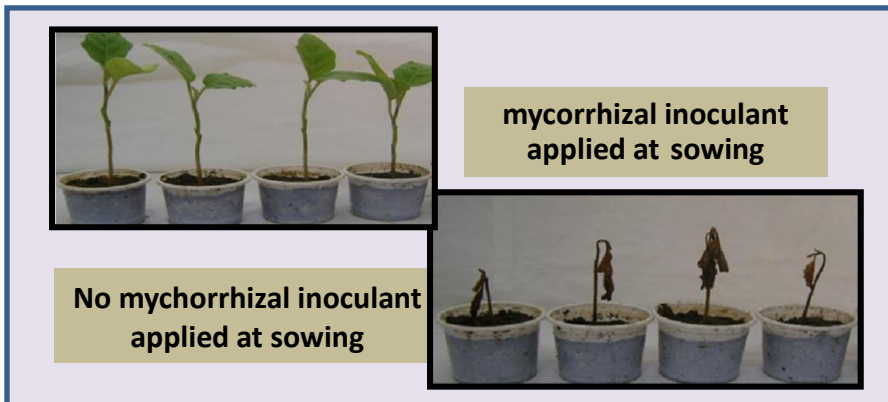 mycorrhizal inoculant
applied at sowing
No mychorrhizal inoculant
applied at sowing